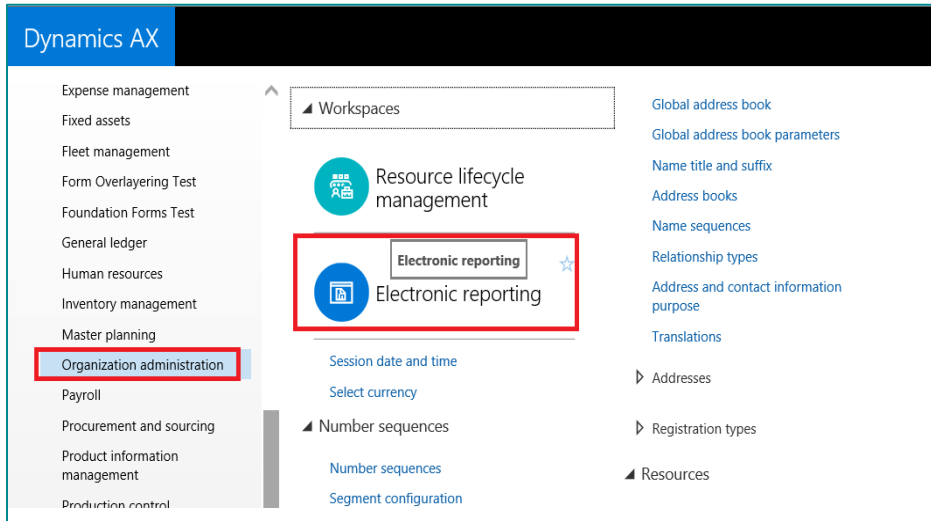 Dynamics AX
Expense management
Fixed assets
Fleet management
Form Overlayering Test
Foundation Forms Test
General ledger
Human resources
Inventory management
Master planning
Organization administration
Payroll
Procurement and sourcing
Product information
management
Production control
Workspaces
Resource lifecycle
management
Electronic reporting
Electronic reporting
Session date and time
Select currency
Number sequences
Number sequences
Segment configuration
Global address book
Global address book parameters
Name title and suffix
Address books
Name sequences
Relationship types
Address and contact information
purpose
Translations
Addresses
Registration types
Resources